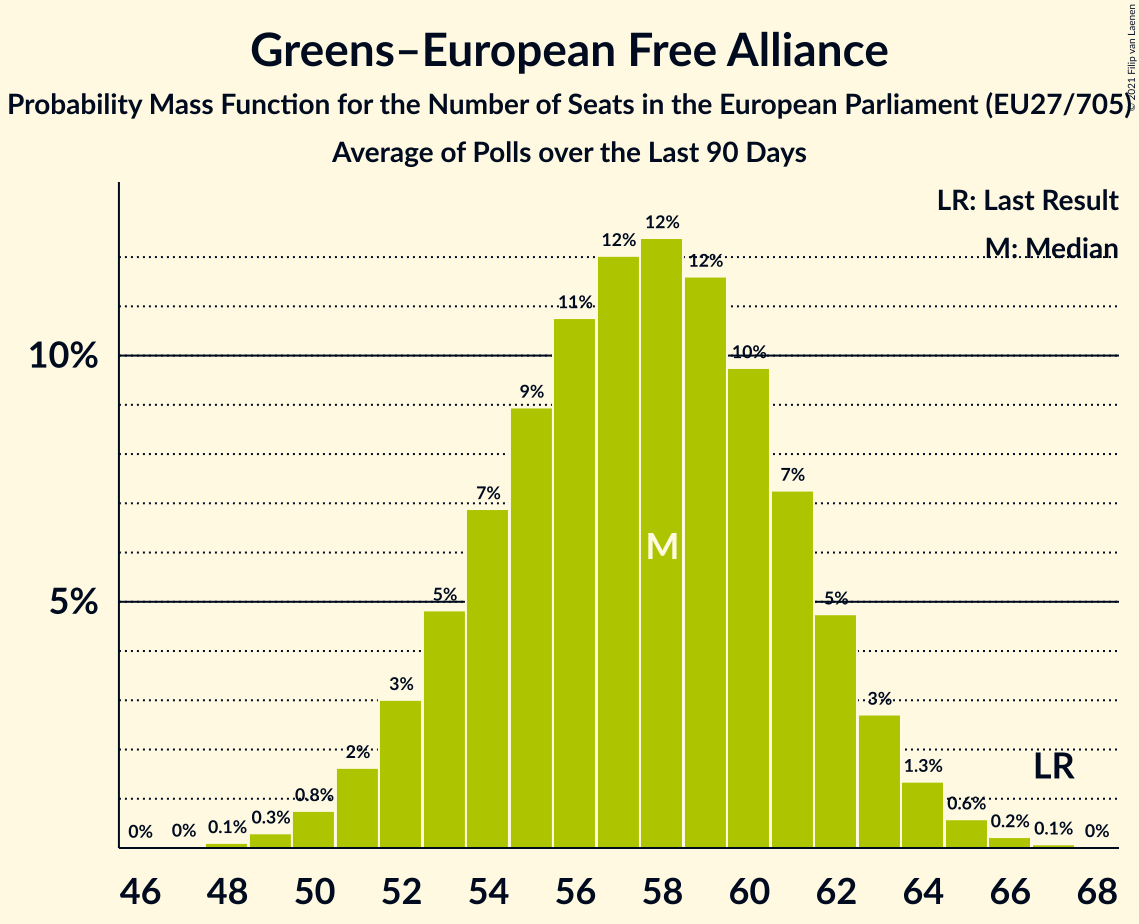 Greens–European Free Alliance
Probability Mass Function for the Number of Seats in the European Parliament (EU27/705)
Average of Polls over the Last 90 Days
© 2021 Filip van Laenen
LR: Last Result
M: Median
10%
5%
0%
0%
0.1%
0.3%
0.8%
2%
3%
5%
7%
9%
11%
12%
12%
12%
10%
7%
5%
3%
1.3%
0.6%
0.2%
0.1%
0%
M
LR
46 48 50 52 54 56 58 60 62 64 66 68